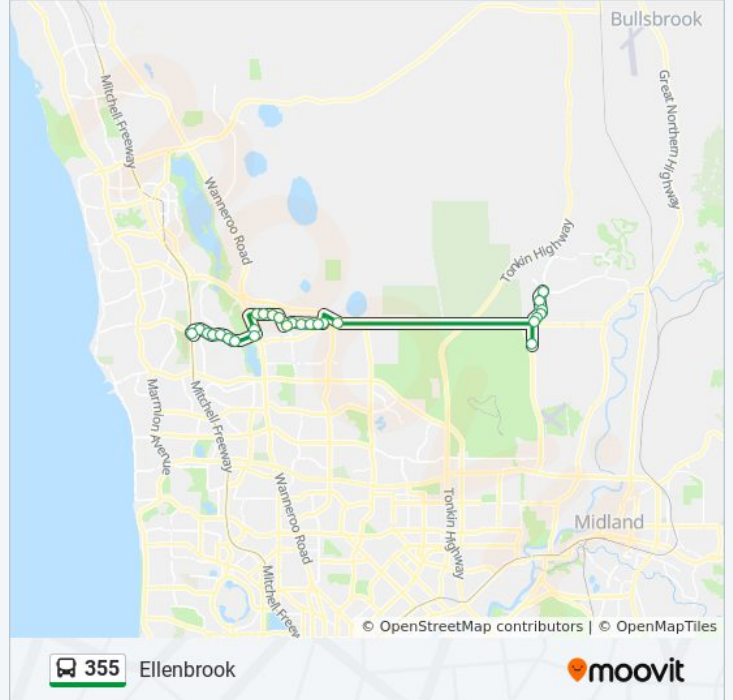 Bullsbrook
Mitchell Freeway
Great Northern Highway
Wanneroo Road
Tonkin Highway
Marmion Avenue
Mitchell Freeway
Wanneroo Road
Tonkin Highway
Midland
Mitchell Freew
© OpenStreetMap contributors | © OpenMapTiles
355 Ellenbrook
moovit